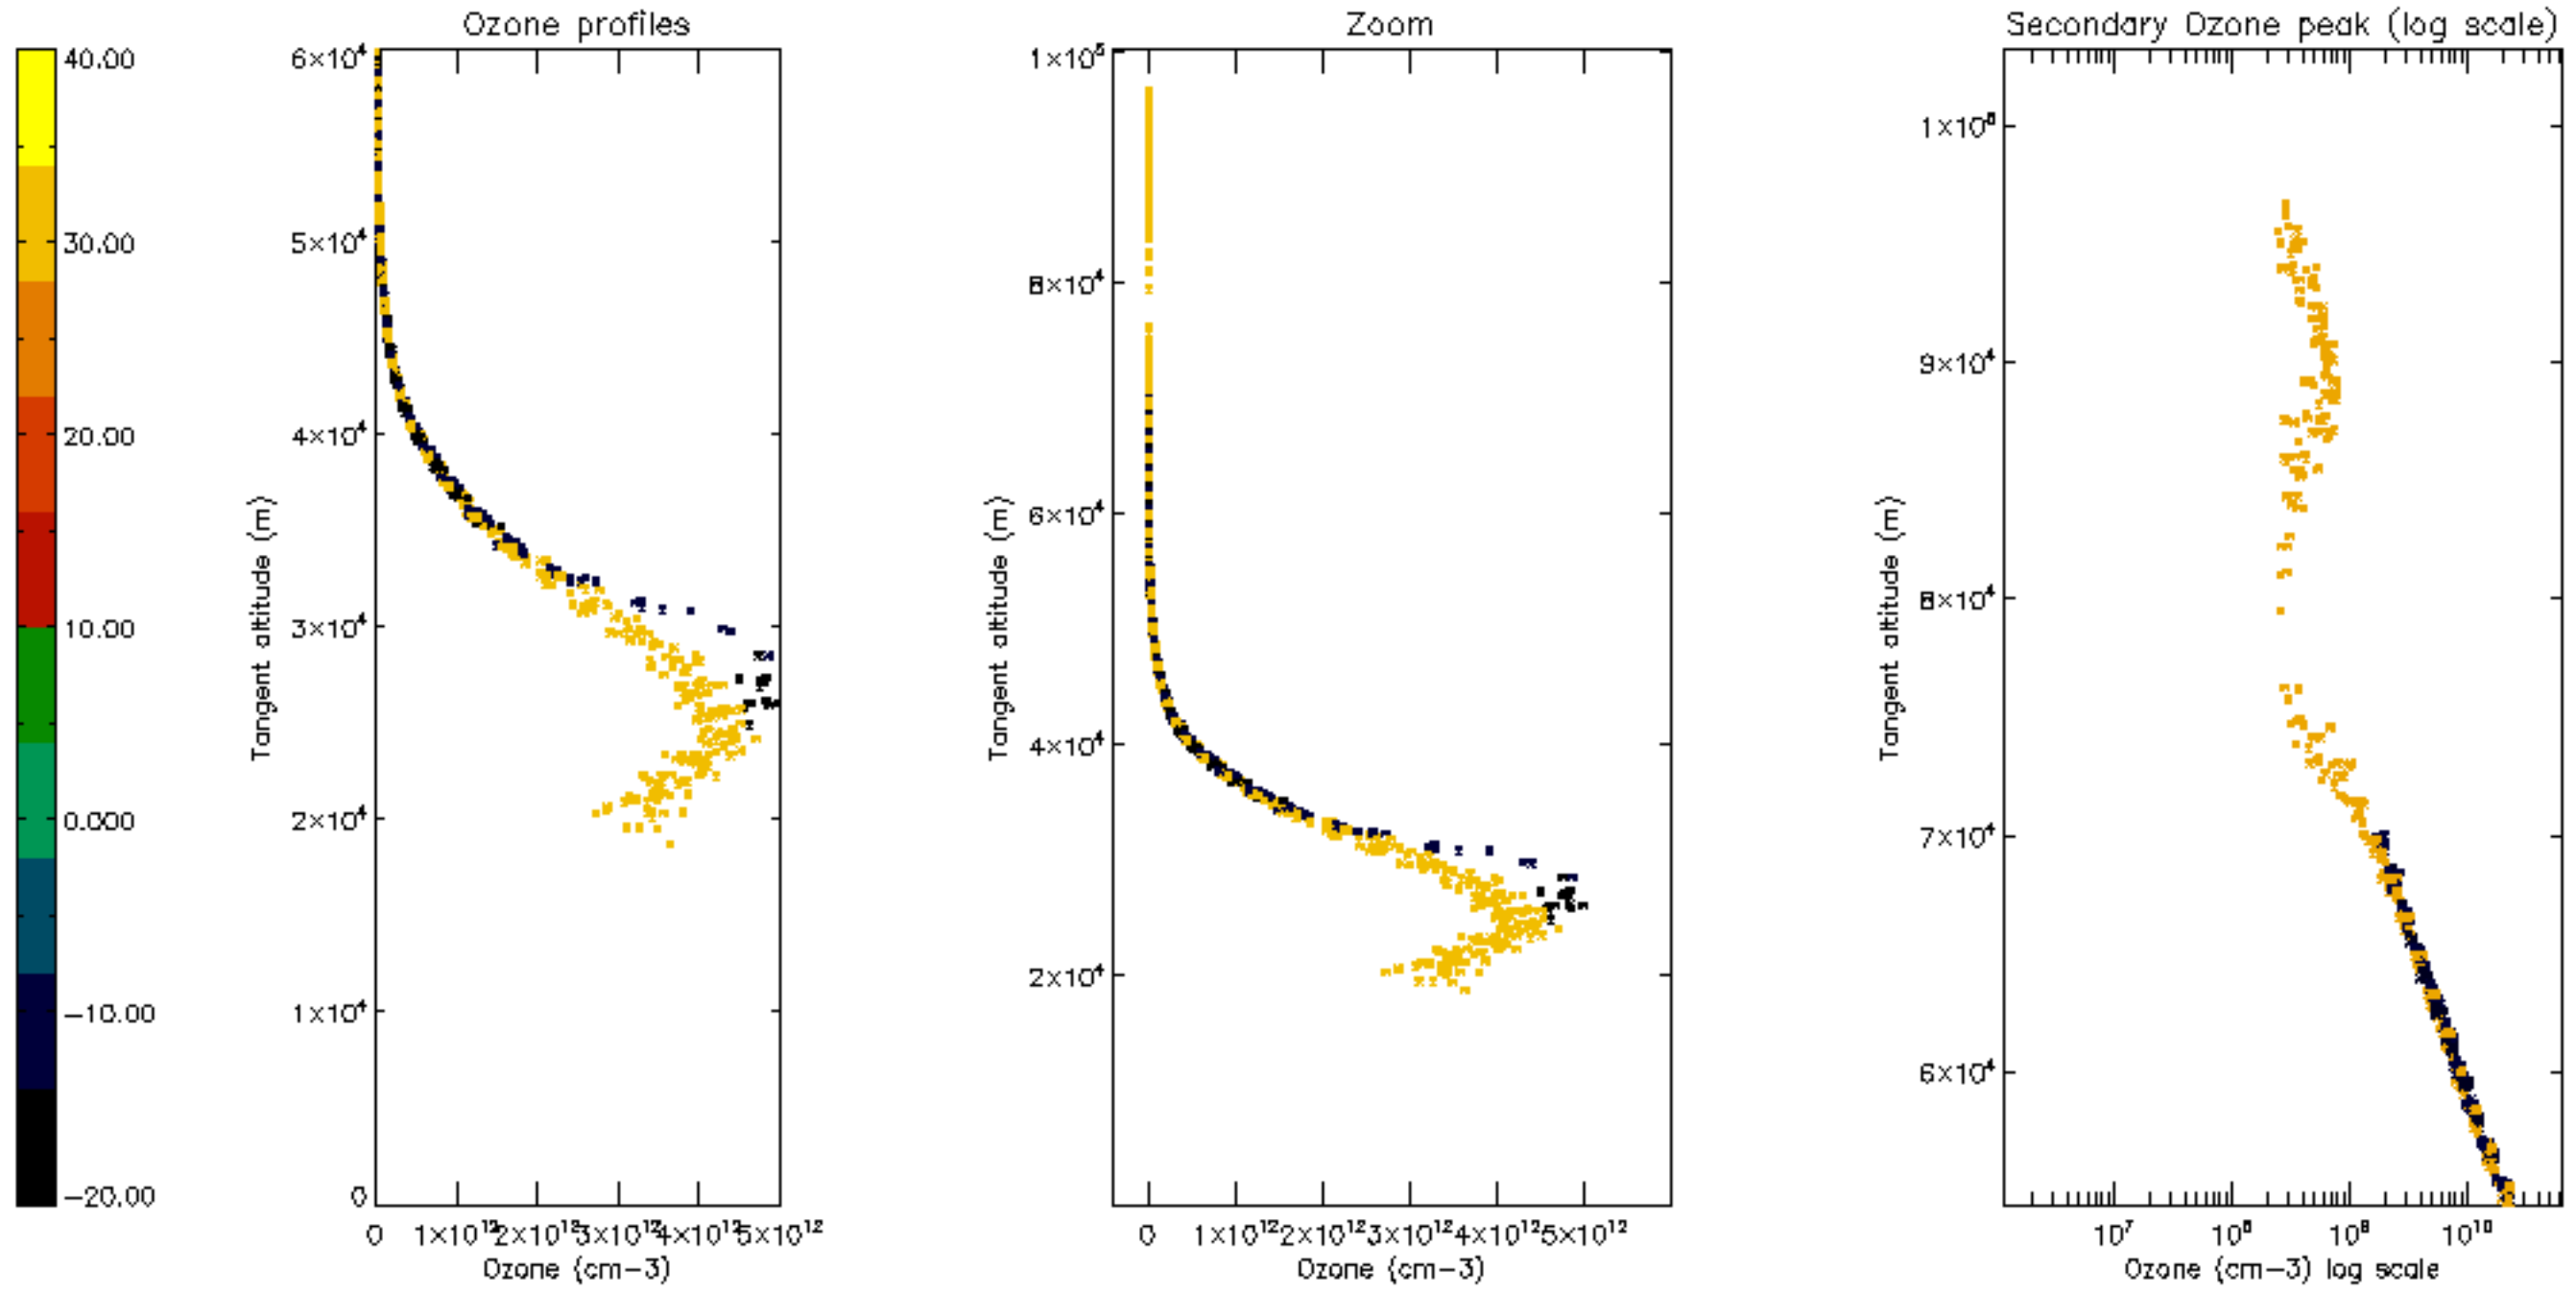 Ozone profiles
Zoom
Secondary Ozone peak (log scale)
40.00
30.00
20.00
10.00
0.000
−10.00
−20.00
6×10⁴
5×10⁴
4×10⁴
3×10⁴
2×10⁴
1×10⁴
0
Tangent altitude (m)
0 1×10¹² 2×10¹² 3×10¹² 4×10¹² 5×10¹²
Ozone (cm−3)
1×10⁵
8×10⁴
6×10⁴
4×10⁴
2×10⁴
Tangent altitude (m)
0 1×10¹² 2×10¹² 3×10¹² 4×10¹² 5×10¹²
Ozone (cm−3)
1×10⁵
9×10⁴
8×10⁴
7×10⁴
6×10⁴
Tangent altitude (m)
10⁷ 10⁸ 10⁹ 10¹⁰
Ozone (cm−3) log scale